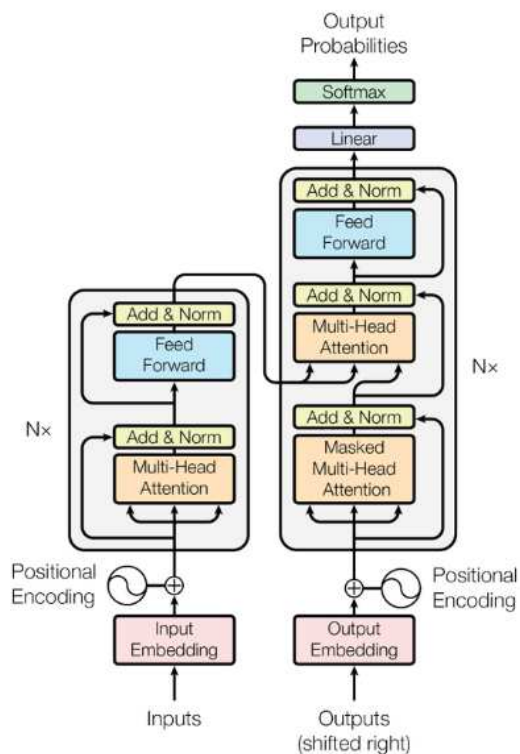 Output
Probabilities
Softmax
Linear
Add & Norm
Feed
Forward
Add & Norm
Multi-Head
Attention
Add & Norm
Masked
Multi-Head
Attention
N×
Add & Norm
Feed
Forward
Add & Norm
Multi-Head
Attention
N×
Positional
Encoding
Input
Embedding
Inputs
Positional
Encoding
Output
Embedding
Outputs
(shifted right)